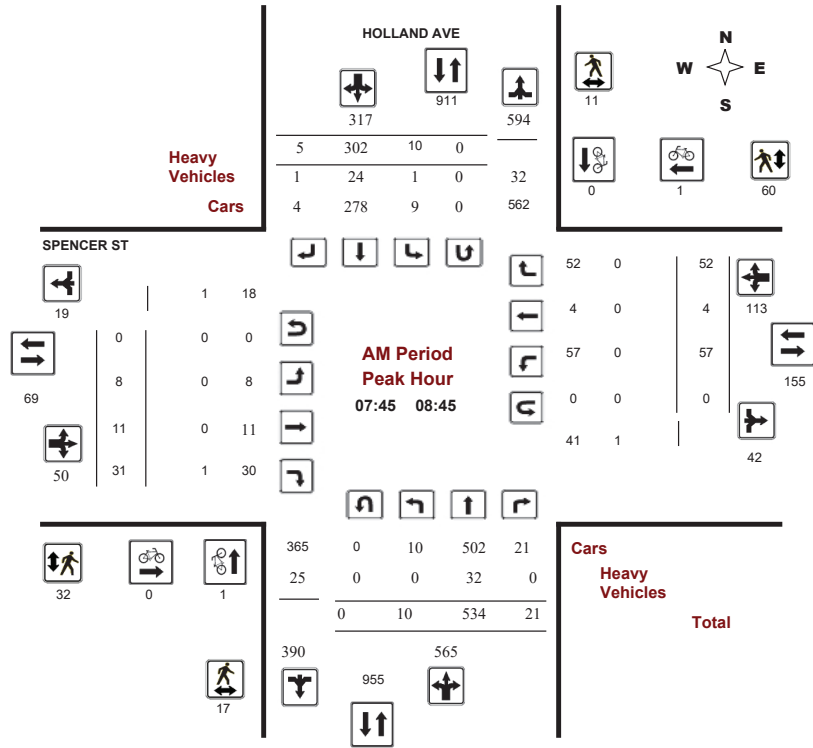 HOLLAND AVE
N
W E
S
911
11
317 594
5 302 10 0
Heavy
Vehicles
1 24 1 0 32
Cars
4 278 9 0 562
0 1 60
SPENCER ST
52 0 52
1 18
19
4 0 4
113
0 0 0
AM Period
Peak Hour
07:45 08:45
57 0 57
69
8 0 8
155
0 0 0
11 0 11
41 1
42
50
31 1 30
365 0 10 502 21
Cars
25 0 0 32 0
Heavy
Vehicles
32 0 1
0 10 534 21
Total
390 565
955
17